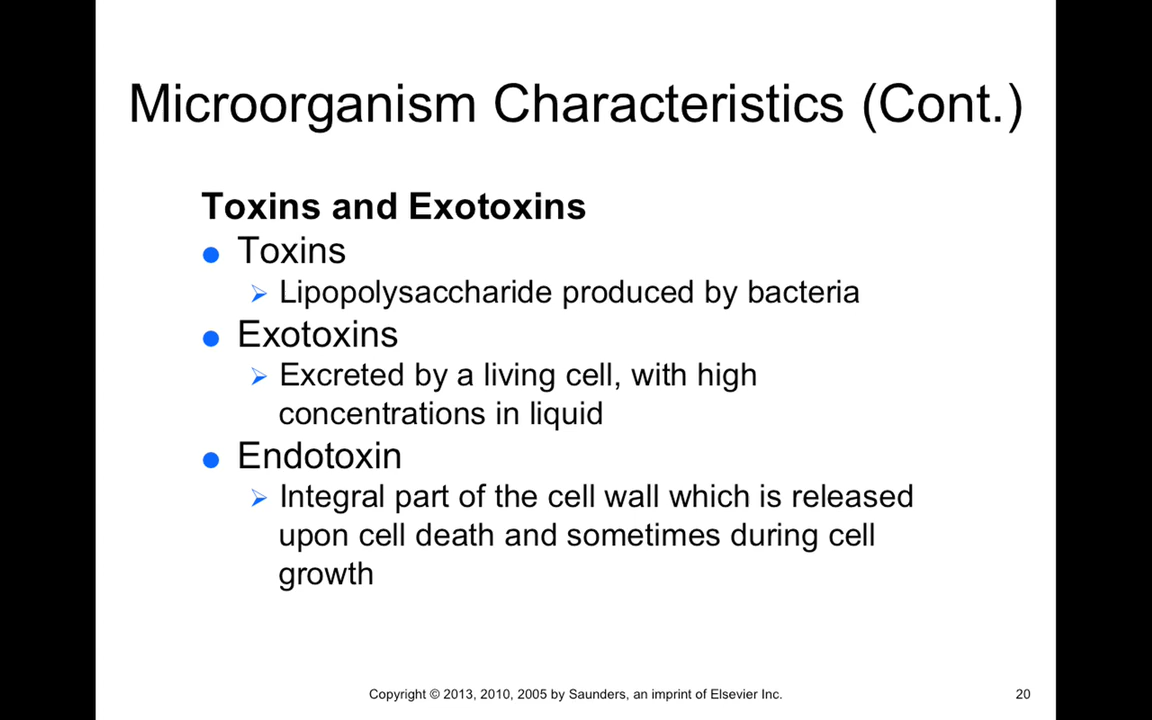 Microorganism Characteristics (Cont.)
Toxins and Exotoxins
● Toxins
➢ Lipopolysaccharide produced by bacteria
● Exotoxins
➢ Excreted by a living cell, with high
concentrations in liquid
● Endotoxin
➢ Integral part of the cell wall which is released
upon cell death and sometimes during cell
growth
Copyright © 2013, 2010, 2005 by Saunders, an imprint of Elsevier Inc.
20